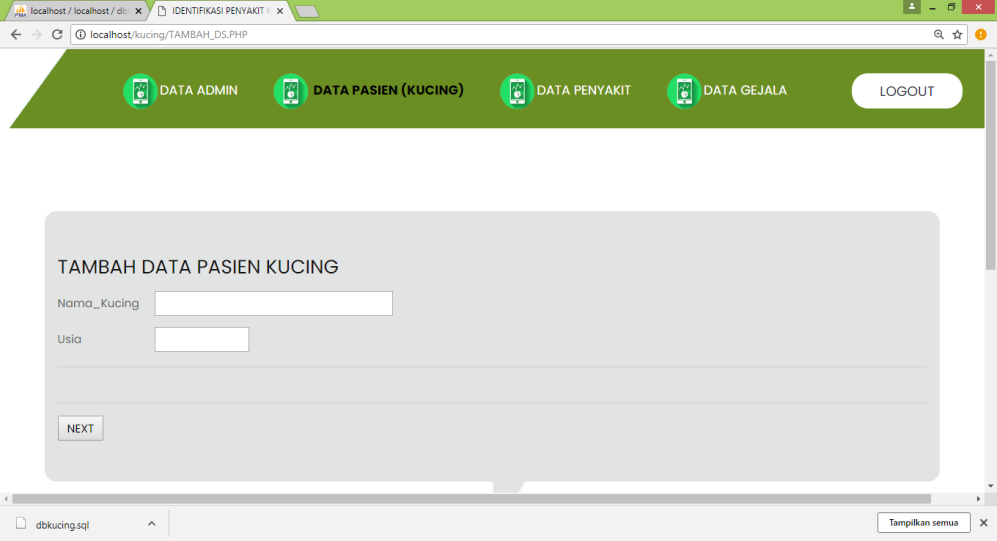 localhost / localhost / db
IDENTIFIKASI PENYAKIT
localhost/kucing/TAMBAH_DS.PHP
DATA ADMIN
DATA PASIEN (KUCING)
DATA PENYAKIT
DATA GEJALA
LOGOUT
TAMBAH DATA PASIEN KUCING
Nama_Kucing
Usia
NEXT
dbkucing.sql
Tampilkan semua